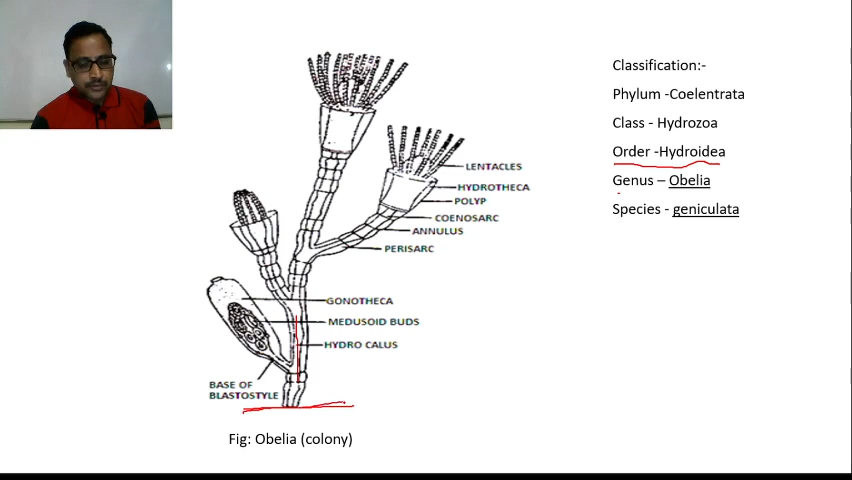 Classification:-
Phylum -Coelentrata
Class - Hydrozoa
Order -Hydroidea
Genus – Obelia
Species - geniculata
LENTACLES
HYDROTHECA
POLYP
COENOSARC
ANNULUS
PERISARC
GONOTHECA
MEDUSOID BUDS
HYDRO CALUS
BASE OF
BLASTOSTYLE
Fig: Obelia (colony)